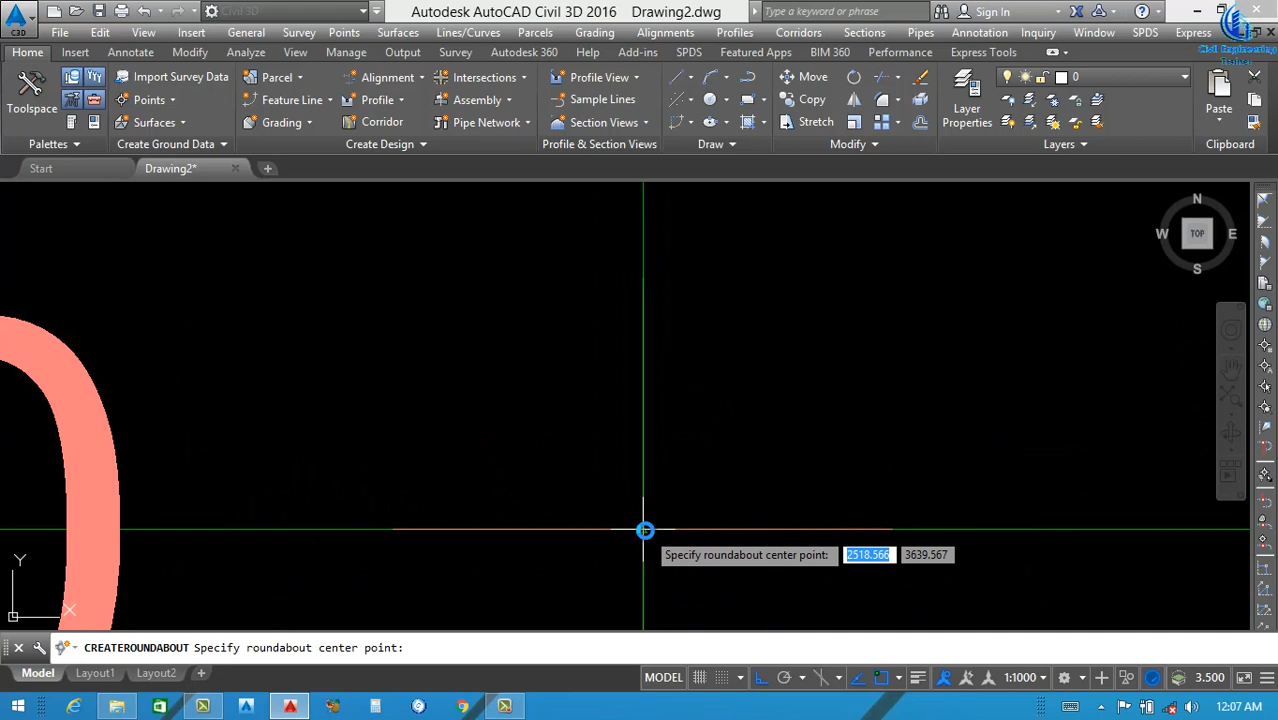 Autodesk AutoCAD Civil 3D 2016 Drawing2.dwg
Civil 3D
Type a keyword or phrase
Sign In
C3D
File Edit View Insert General Survey Points Surfaces Lines/Curves Parcels Grading Alignments Profiles Corridors Sections Annotation Inquiry Window SPDS Express
Civil Engineering
Home Insert Annotate Modify Analyze View Manage Output Survey Autodesk 360 Help Add-ins SPDS Featured Apps BIM 360 Performance Express Tools
Import Survey Data Parcel Alignment Intersections Profile View Move 0
Toolspace Points Feature Line Profile Assembly Sample Lines Copy Layer Properties Paste
Surfaces Grading Corridor Pipe Network Section Views Stretch
Palettes Create Ground Data Create Design Profile & Section Views Draw Modify Layers Clipboard
Start Drawing2*
N
W TOP E
S
Specify roundabout center point: 2518.566 3639.567
Y
X
CREATEROUNDABOUT Specify roundabout center point:
Model Layout1 Layout2 + MODEL 1:1000 3.500
12:07 AM